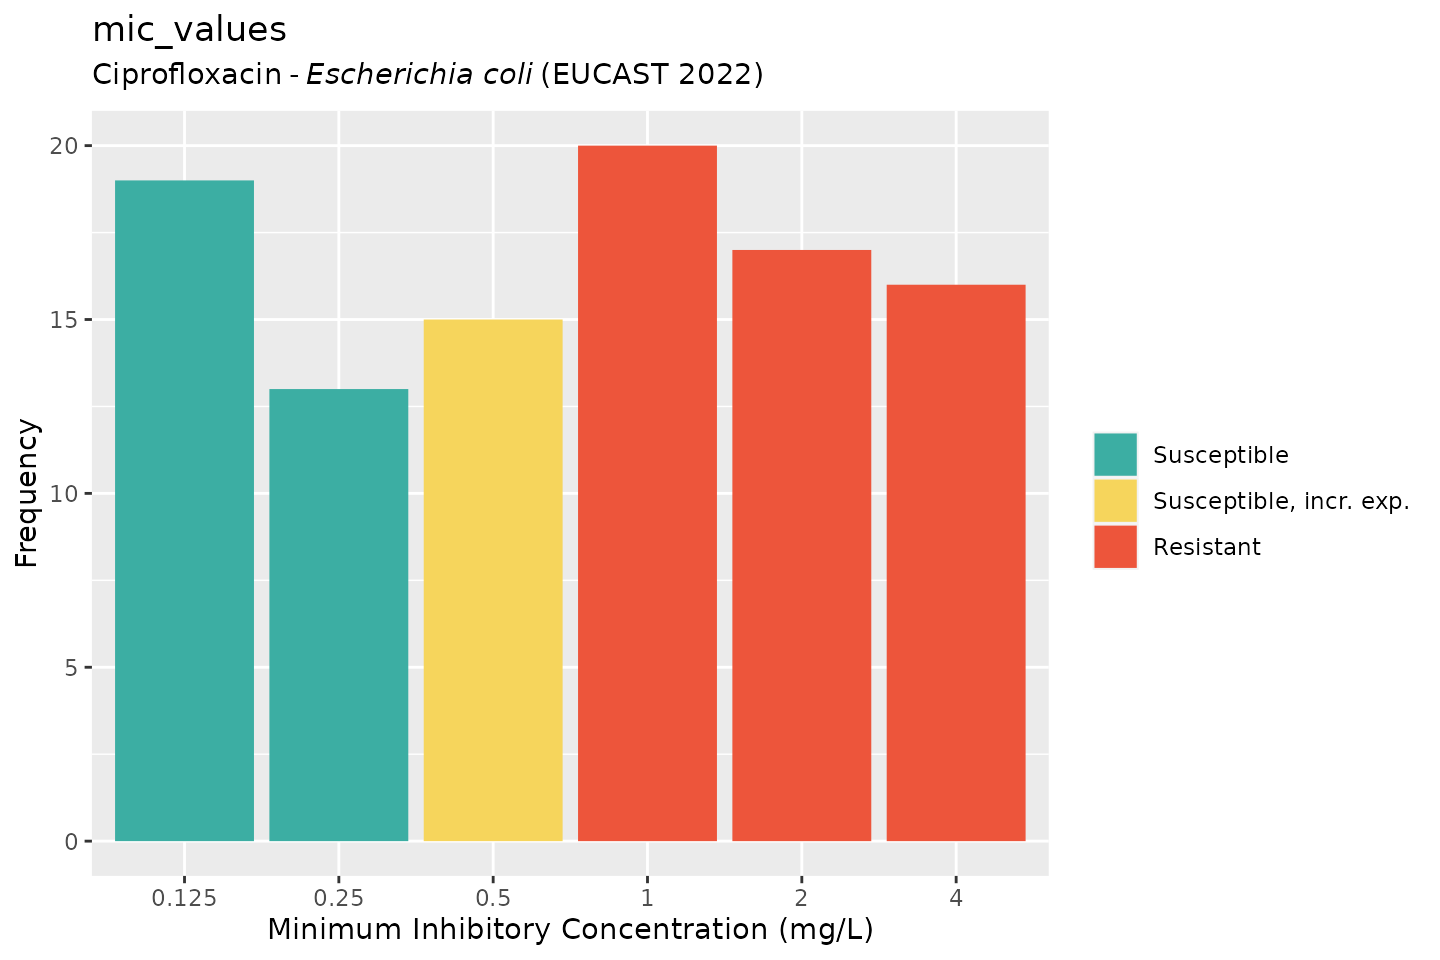 mic_values
Ciprofloxacin - Escherichia coli (EUCAST 2022)
Frequency
20
15
10
5
0
0.125
0.25
0.5
1
2
4
Minimum Inhibitory Concentration (mg/L)
Susceptible
Susceptible, incr. exp.
Resistant